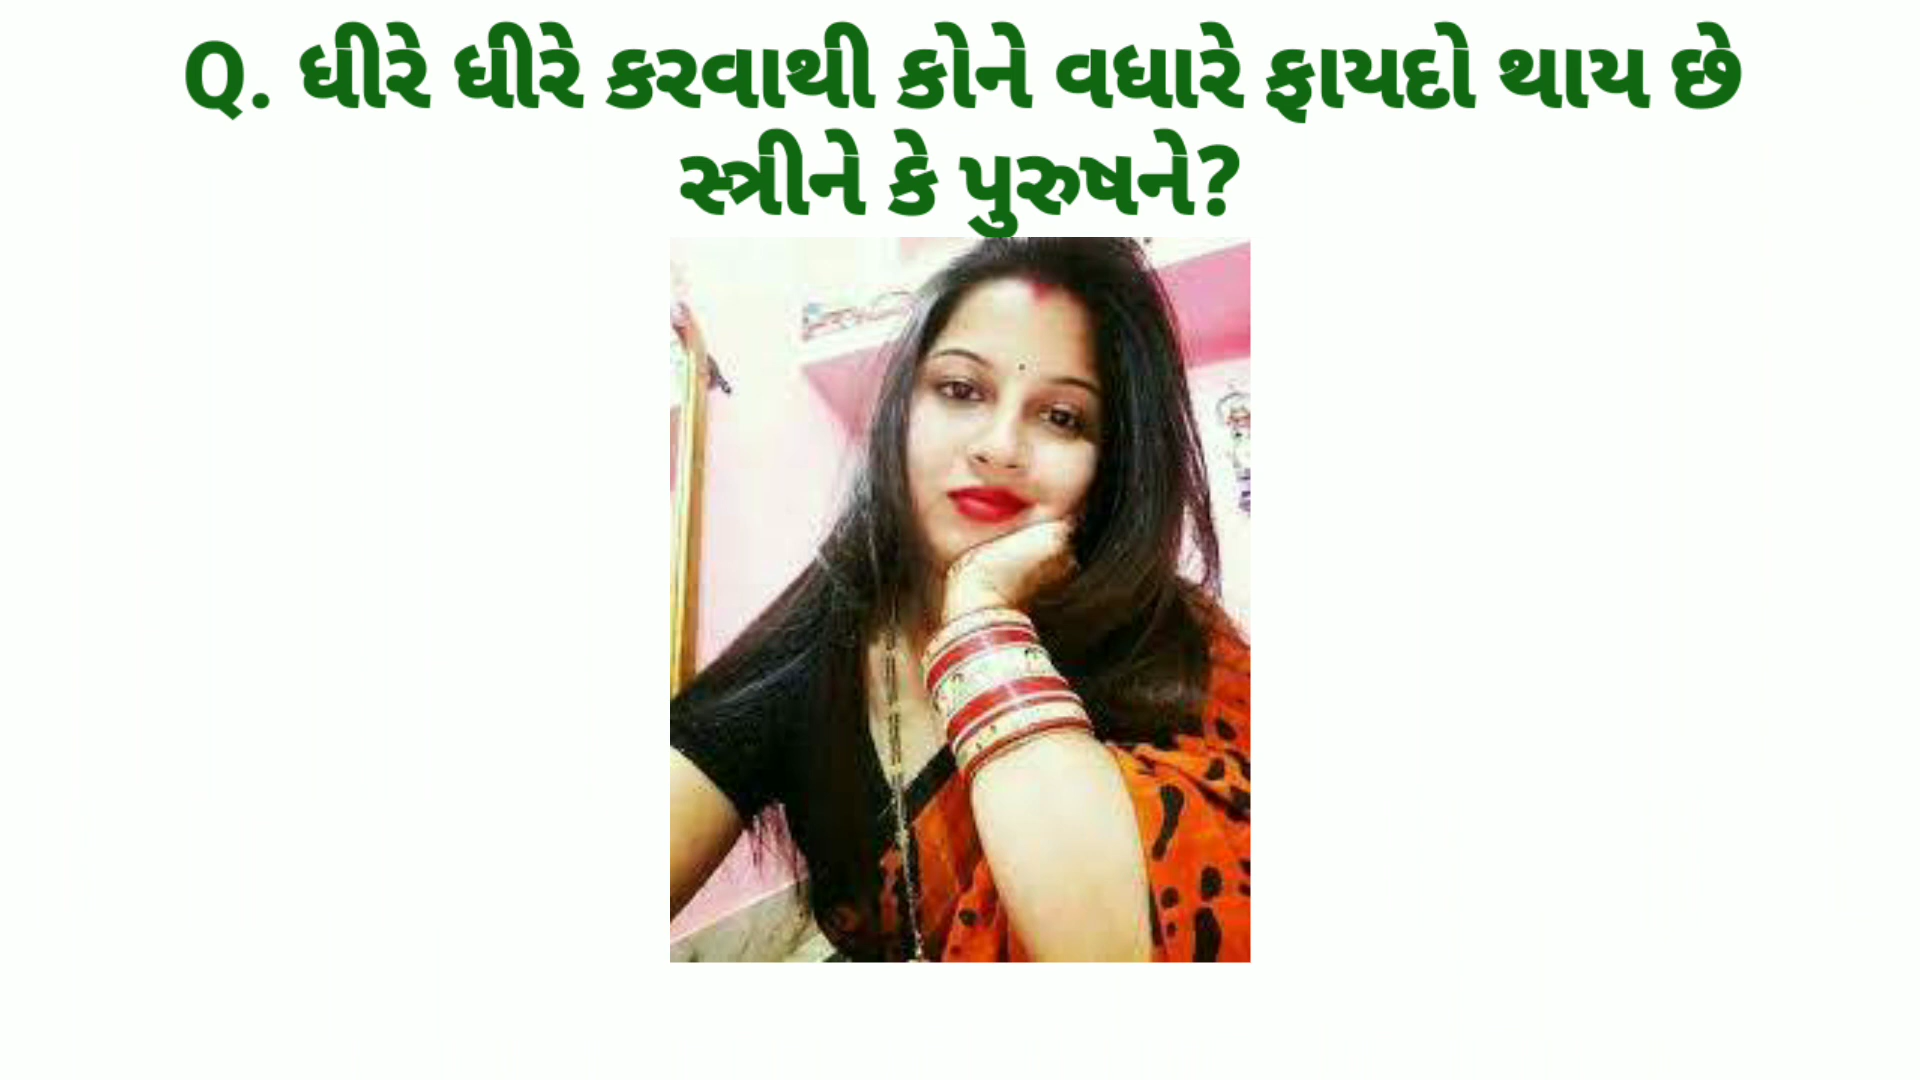 Q. ધીરે ધીરે કરવાથી કોને વધારે ફાયદો થાય છે
સ્ત્રીને કે પુરુષને?